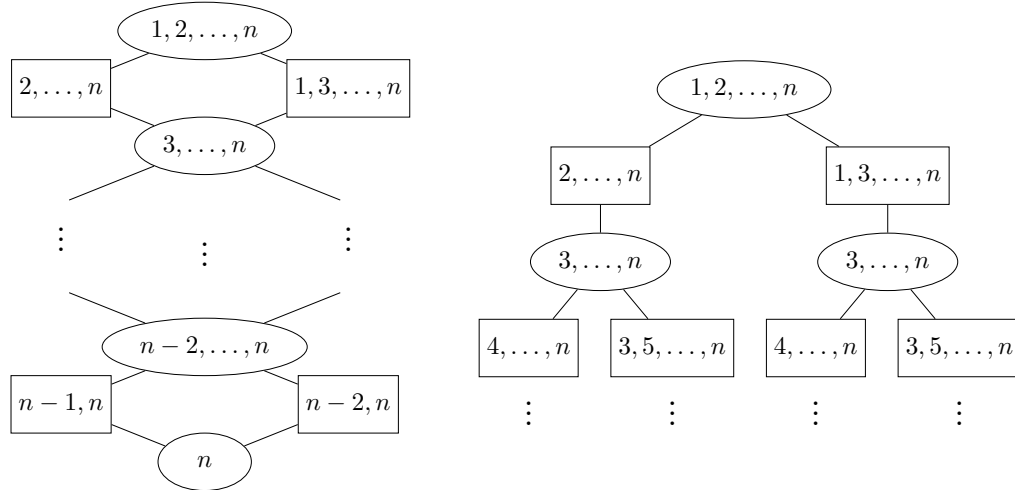 1, 2, . . . , n
2, . . . , n
1, 3, . . . , n
3, . . . , n
⋮
⋮
⋮
n − 2, . . . , n
n − 1, n
n − 2, n
n
1, 2, . . . , n
2, . . . , n
1, 3, . . . , n
3, . . . , n
3, . . . , n
4, . . . , n
3, 5, . . . , n
4, . . . , n
3, 5, . . . , n
⋮
⋮
⋮
⋮